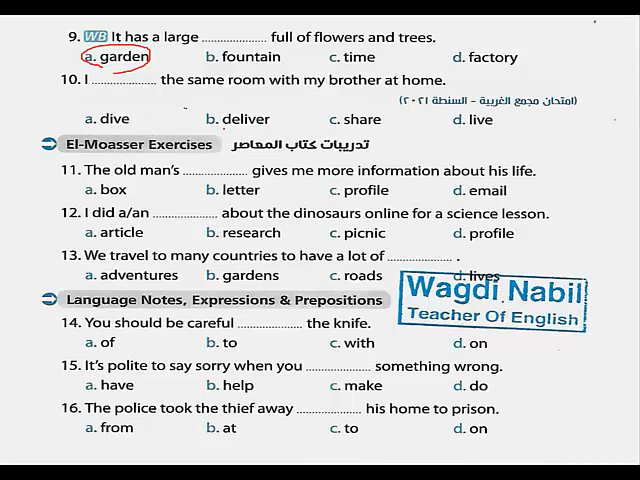 9. WB It has a large .................... full of flowers and trees.
a. garden b. fountain c. time d. factory
10. I .................... the same room with my brother at home.
(امتحان مجمع الغربية - السنطة ٢٠٢١)
a. dive b. deliver c. share d. live
El-Moasser Exercises تدريبات كتاب المعاصر
11. The old man's .................... gives me more information about his life.
a. box b. letter c. profile d. email
12. I did a/an .................... about the dinosaurs online for a science lesson.
a. article b. research c. picnic d. profile
13. We travel to many countries to have a lot of .................... .
a. adventures b. gardens c. roads d. lives
Wagdi Nabil
Teacher Of English
Language Notes, Expressions & Prepositions
14. You should be careful .................... the knife.
a. of b. to c. with d. on
15. It's polite to say sorry when you .................... something wrong.
a. have b. help c. make d. do
16. The police took the thief away .................... his home to prison.
a. from b. at c. to d. on